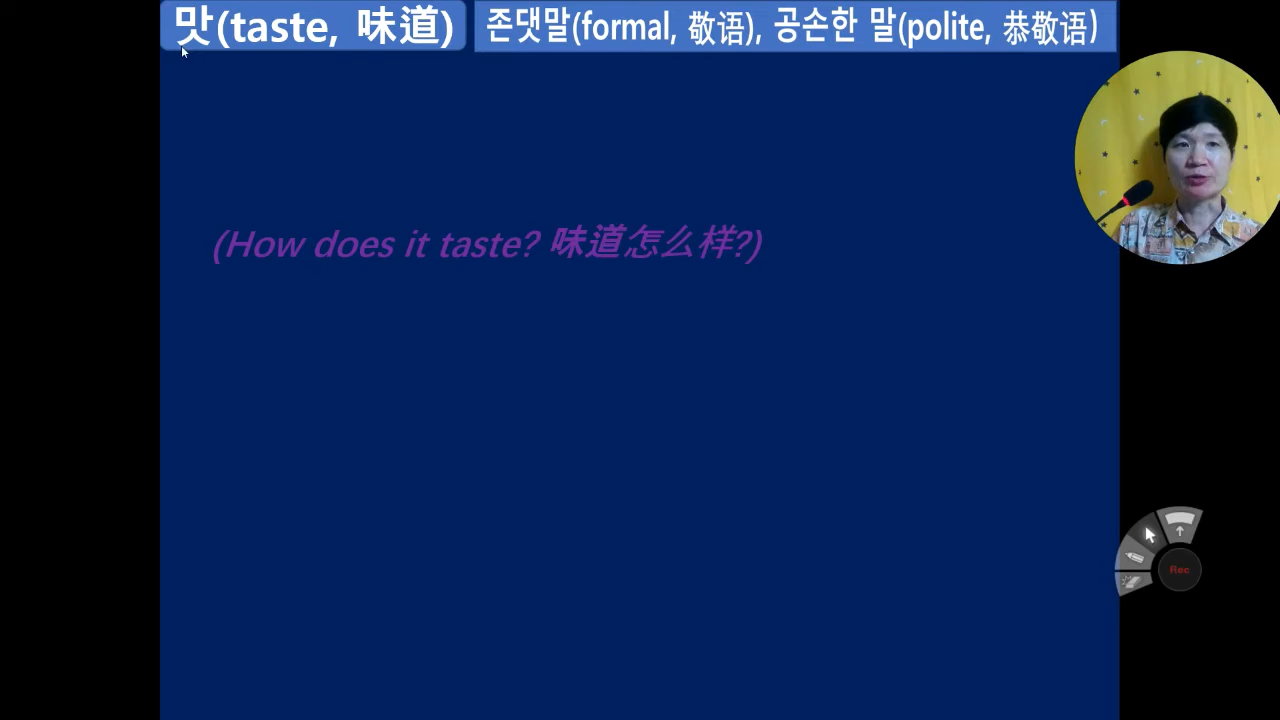 맛(taste, 味道)
존댓말(formal, 敬语), 공손한 말(polite, 恭敬语)
(How does it taste? 味道怎么样?)
Rec